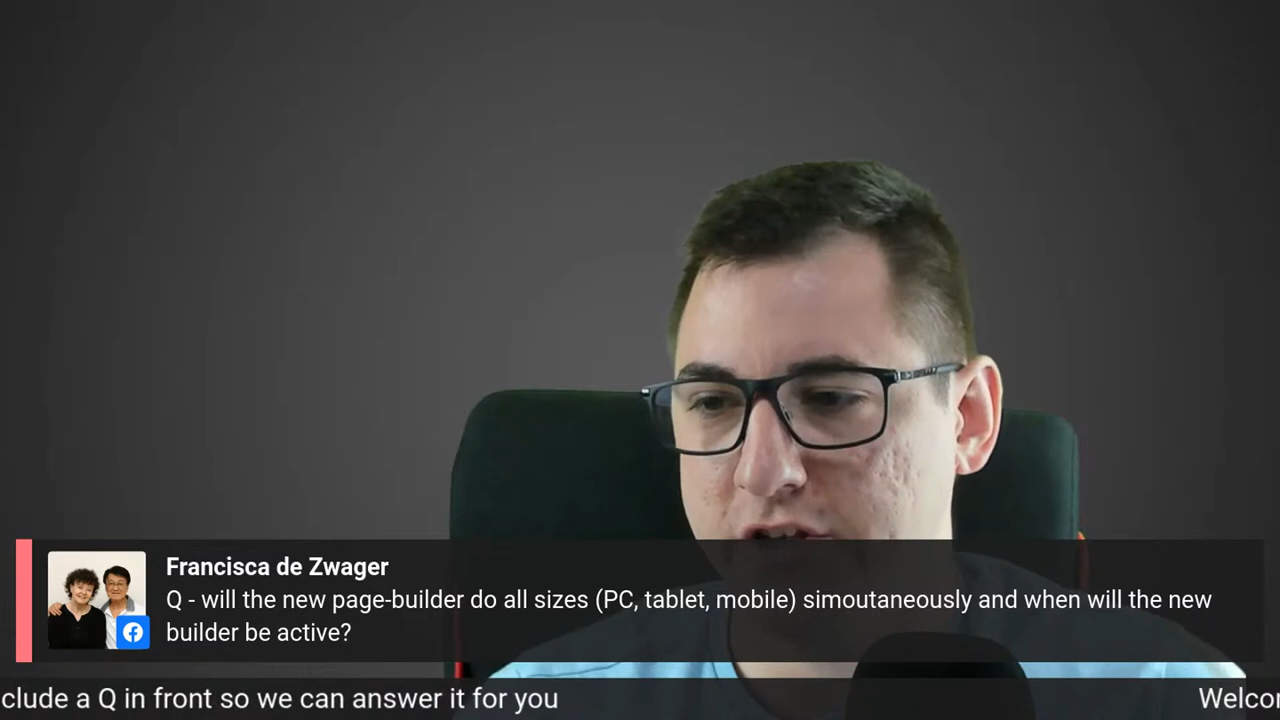 Francisca de Zwager
Q - will the new page-builder do all sizes (PC, tablet, mobile) simoutaneously and when will the new
builder be active?
clude a Q in front so we can answer it for you
Welco